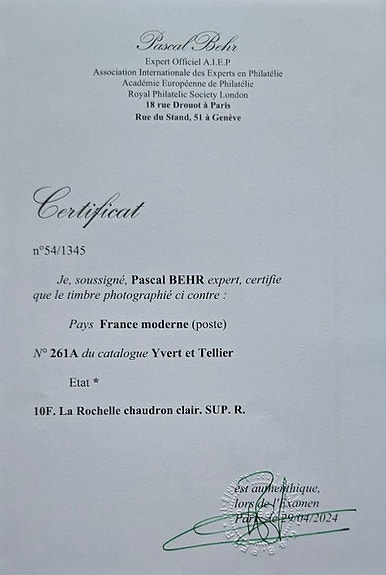 Pascal Behr
Expert Officiel A.I.E.P
Association Internationale des Experts en Philatélie
Académie Européenne de Philatélie
Royal Philatelic Society London
18 rue Drouot à Paris
Rue du Stand, 51 à Genève
Certificat
n°54/1345
Je, soussigné, Pascal BEHR expert, certifie
que le timbre photographié ci contre :
Pays France moderne (poste)
N° 261A du catalogue Yvert et Tellier
Etat *
10F. La Rochelle chaudron clair. SUP. R.
est authentique,
lors de l'examen
Paris le 29/04/2024